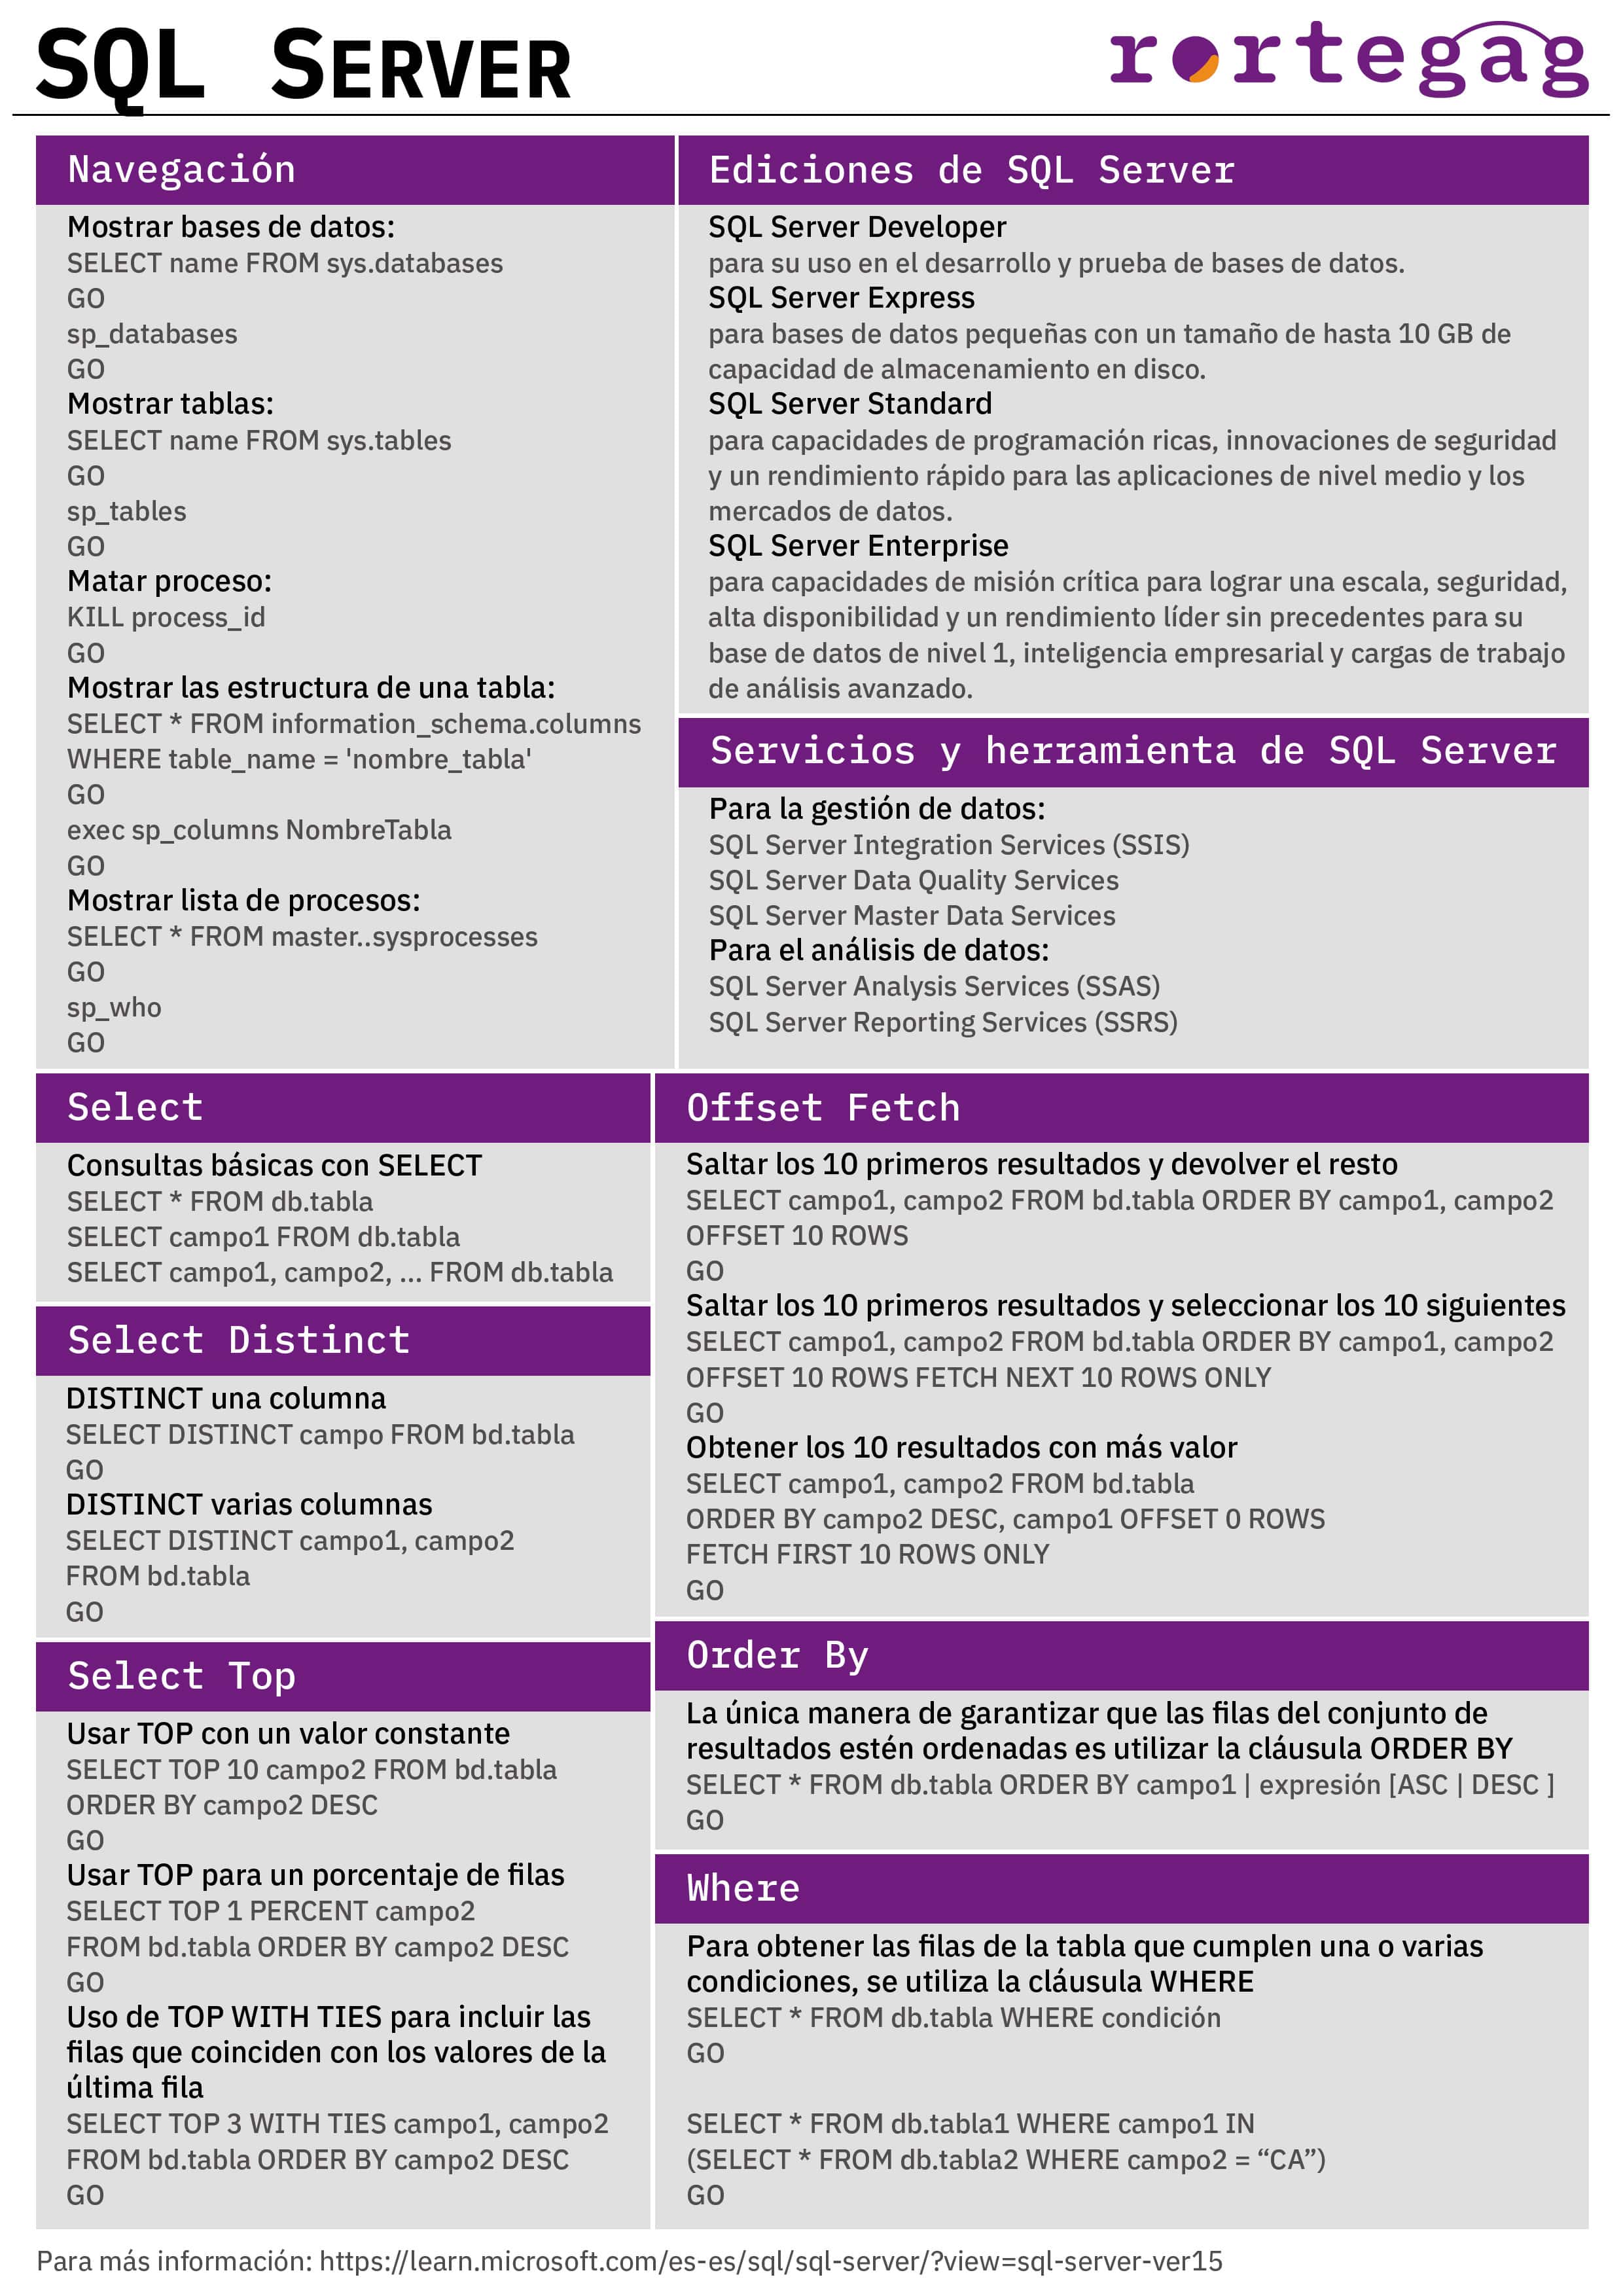 SQL SERVER
rortegag
Navegación
Mostrar bases de datos:
SELECT name FROM sys.databases
GO
sp_databases
GO
Mostrar tablas:
SELECT name FROM sys.tables
GO
sp_tables
GO
Matar proceso:
KILL process_id
GO
Mostrar las estructura de una tabla:
SELECT * FROM information_schema.columns
WHERE table_name = 'nombre_tabla'
GO
exec sp_columns NombreTabla
GO
Mostrar lista de procesos:
SELECT * FROM master..sysprocesses
GO
sp_who
GO
Ediciones de SQL Server
SQL Server Developer
para su uso en el desarrollo y prueba de bases de datos.
SQL Server Express
para bases de datos pequeñas con un tamaño de hasta 10 GB de
capacidad de almacenamiento en disco.
SQL Server Standard
para capacidades de programación ricas, innovaciones de seguridad
y un rendimiento rápido para las aplicaciones de nivel medio y los
mercados de datos.
SQL Server Enterprise
para capacidades de misión crítica para lograr una escala, seguridad,
alta disponibilidad y un rendimiento líder sin precedentes para su
base de datos de nivel 1, inteligencia empresarial y cargas de trabajo
de análisis avanzado.
Servicios y herramienta de SQL Server
Para la gestión de datos:
SQL Server Integration Services (SSIS)
SQL Server Data Quality Services
SQL Server Master Data Services
Para el análisis de datos:
SQL Server Analysis Services (SSAS)
SQL Server Reporting Services (SSRS)
Select
Consultas básicas con SELECT
SELECT * FROM db.tabla
SELECT campo1 FROM db.tabla
SELECT campo1, campo2, ... FROM db.tabla
Select Distinct
DISTINCT una columna
SELECT DISTINCT campo FROM bd.tabla
GO
DISTINCT varias columnas
SELECT DISTINCT campo1, campo2
FROM bd.tabla
GO
Select Top
Usar TOP con un valor constante
SELECT TOP 10 campo2 FROM bd.tabla
ORDER BY campo2 DESC
GO
Usar TOP para un porcentaje de filas
SELECT TOP 1 PERCENT campo2
FROM bd.tabla ORDER BY campo2 DESC
GO
Uso de TOP WITH TIES para incluir las
filas que coinciden con los valores de la
última fila
SELECT TOP 3 WITH TIES campo1, campo2
FROM bd.tabla ORDER BY campo2 DESC
GO
Offset Fetch
Saltar los 10 primeros resultados y devolver el resto
SELECT campo1, campo2 FROM bd.tabla ORDER BY campo1, campo2
OFFSET 10 ROWS
GO
Saltar los 10 primeros resultados y seleccionar los 10 siguientes
SELECT campo1, campo2 FROM bd.tabla ORDER BY campo1, campo2
OFFSET 10 ROWS FETCH NEXT 10 ROWS ONLY
GO
Obtener los 10 resultados con más valor
SELECT campo1, campo2 FROM bd.tabla
ORDER BY campo2 DESC, campo1 OFFSET 0 ROWS
FETCH FIRST 10 ROWS ONLY
GO
Order By
La única manera de garantizar que las filas del conjunto de
resultados estén ordenadas es utilizar la cláusula ORDER BY
SELECT * FROM db.tabla ORDER BY campo1 | expresión [ASC | DESC ]
GO
Where
Para obtener las filas de la tabla que cumplen una o varias
condiciones, se utiliza la cláusula WHERE
SELECT * FROM db.tabla WHERE condición
GO
SELECT * FROM db.tabla1 WHERE campo1 IN
(SELECT * FROM db.tabla2 WHERE campo2 = “CA”)
GO
Para más información: https://learn.microsoft.com/es-es/sql/sql-server/?view=sql-server-ver15